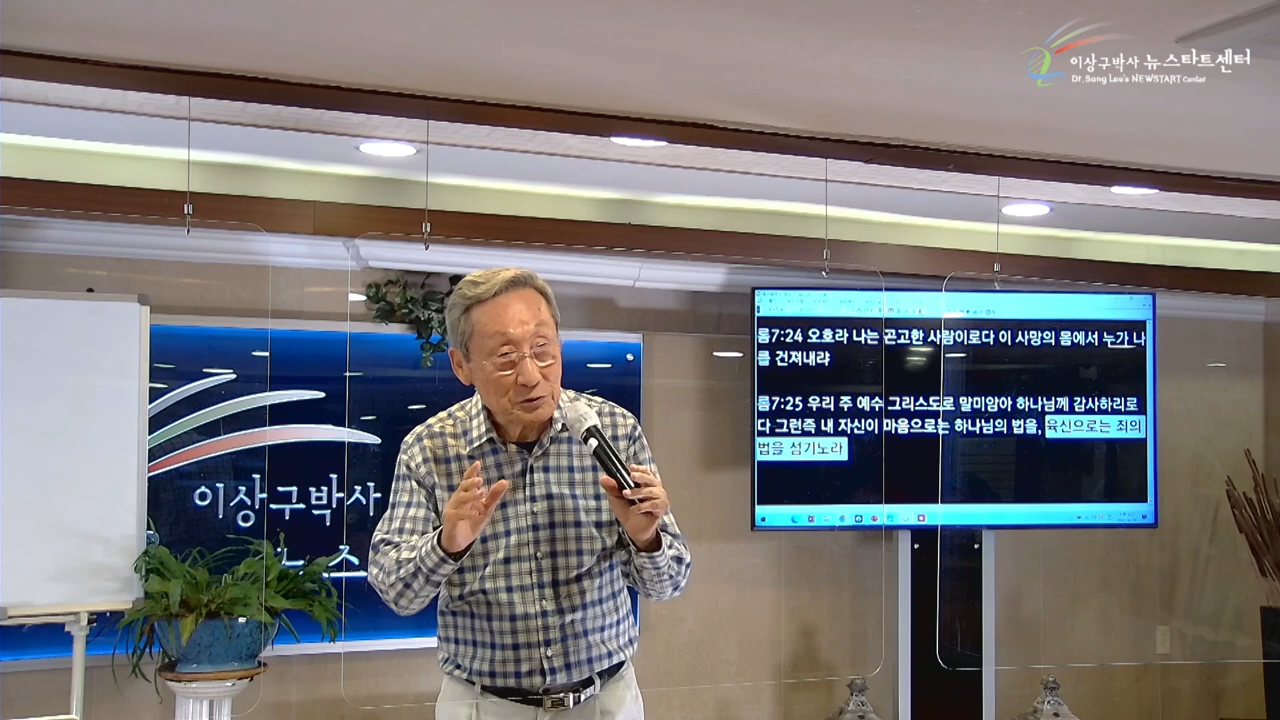 이상구박사 뉴스타트센터
Dr. Sang Lee's NEWSTART Center
롬7:24 오호라 나는 곤고한 사람이로다 이 사망의 몸에서 누가 나
를 건져내랴
롬7:25 우리 주 예수 그리스도로 말미암아 하나님께 감사하리로
다 그런즉 내 자신이 마음으로는 하나님의 법을, 육신으로는 죄의
법을 섬기노라
이상구박사